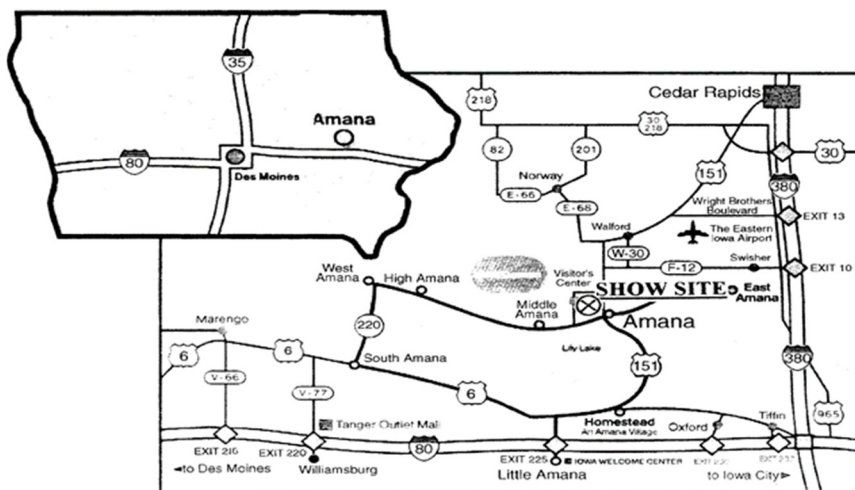 35
Amana
80
Des Moines
218
Cedar Rapids
30
218
82
201
30
Norway
151
380
E-66
E-68
Wright Brothers
Boulevard
EXIT 13
Walford
The Eastern
Iowa Airport
W-30
Swisher
F-12
EXIT 10
West
Amana
High Amana
Visitor's
Center
SHOW SITE
East
Amana
Middle
Amana
Amana
Marengo
220
Lily Lake
6
6
South Amana
380
V-66
V-77
6
151
965
Tanger Outlet Mall
Homestead
An Amana Village
Oxford
Tiffin
EXIT 216
EXIT 220
80
EXIT 225
IOWA WELCOME CENTER
to Des Moines
Williamsburg
Little Amana
to Iowa City